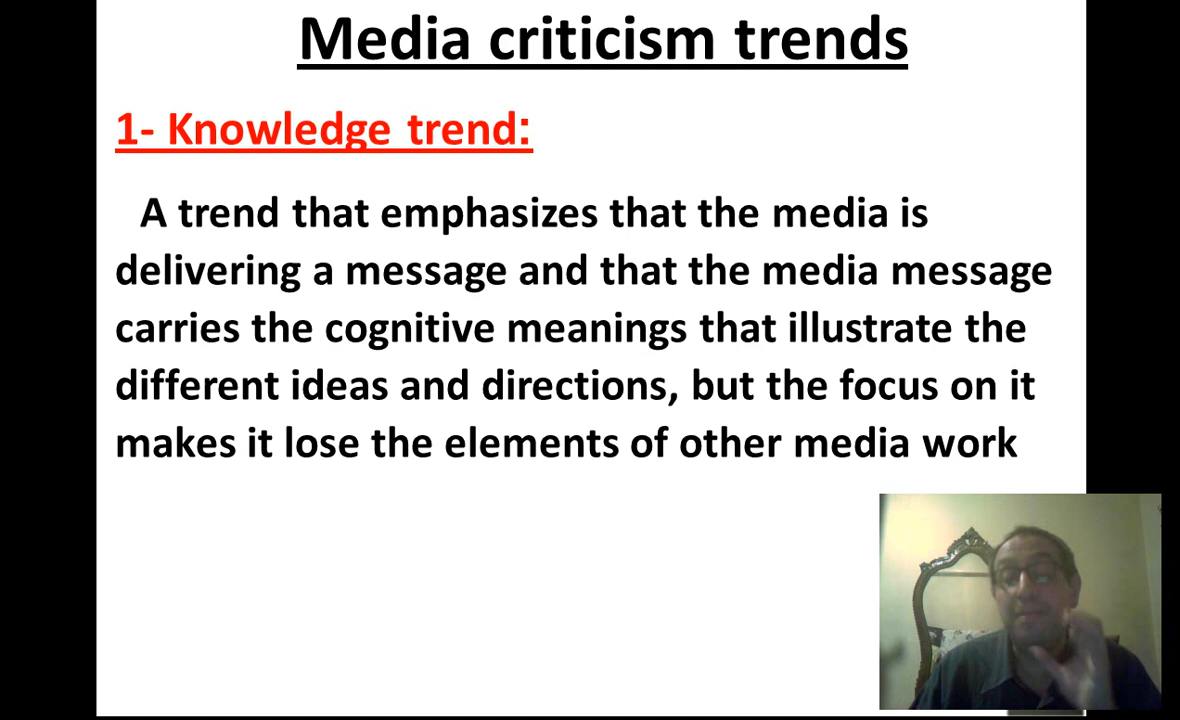 Media criticism trends
1- Knowledge trend:
A trend that emphasizes that the media is
delivering a message and that the media message
carries the cognitive meanings that illustrate the
different ideas and directions, but the focus on it
makes it lose the elements of other media work